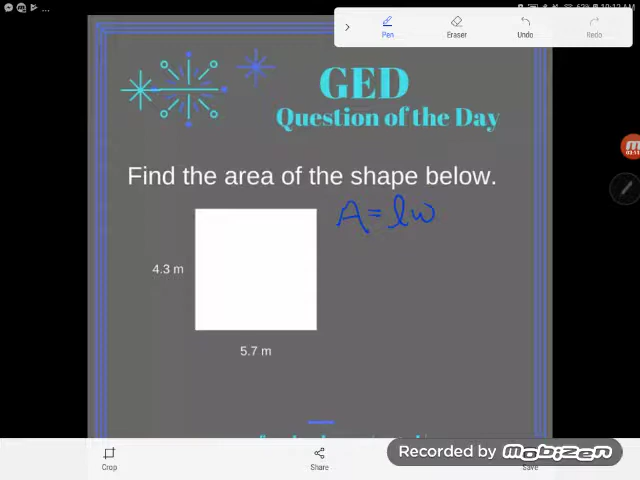 Pen
Eraser
Undo
Redo
GED
Question of the Day
Find the area of the shape below.
A = lw
4.3 m
5.7 m
Recorded by MOBIZEN
Crop
Share
Save